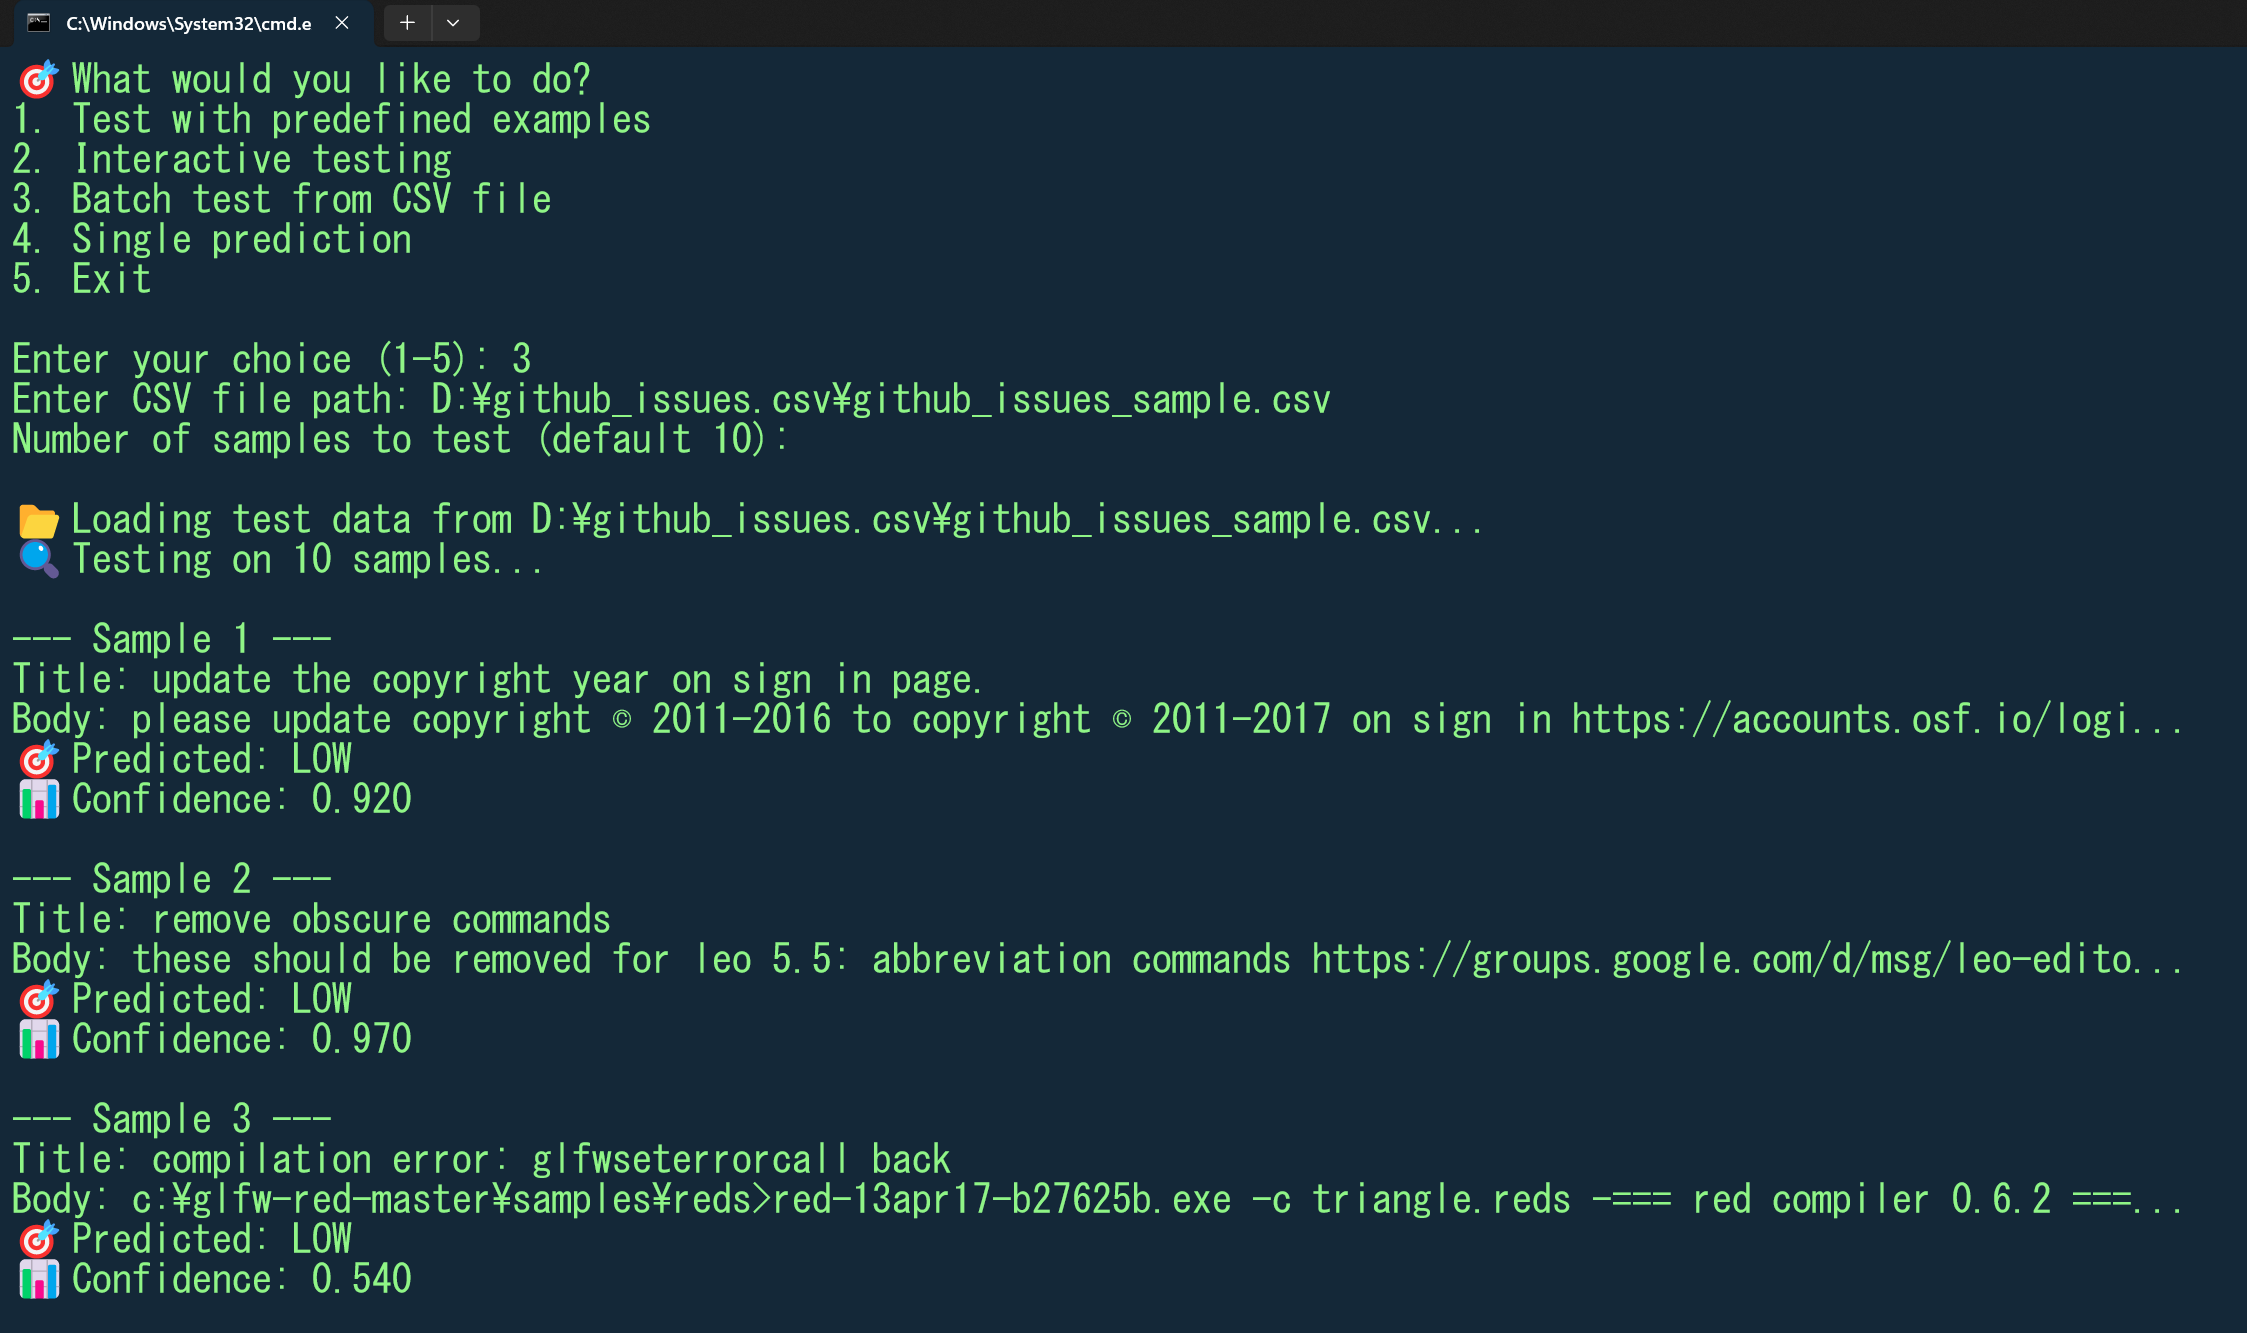 C:\Windows\System32\cmd.e
What would you like to do?
1. Test with predefined examples
2. Interactive testing
3. Batch test from CSV file
4. Single prediction
5. Exit
Enter your choice (1-5): 3
Enter CSV file path: D:¥github_issues.csv¥github_issues_sample.csv
Number of samples to test (default 10):
Loading test data from D:¥github_issues.csv¥github_issues_sample.csv...
Testing on 10 samples...
--- Sample 1 ---
Title: update the copyright year on sign in page.
Body: please update copyright © 2011-2016 to copyright © 2011-2017 on sign in https://accounts.osf.io/logi...
Predicted: LOW
Confidence: 0.920
--- Sample 2 ---
Title: remove obscure commands
Body: these should be removed for leo 5.5: abbreviation commands https://groups.google.com/d/msg/leo-edito...
Predicted: LOW
Confidence: 0.970
--- Sample 3 ---
Title: compilation error: glfwseterrorcall back
Body: c:¥glfw-red-master¥samples¥reds>red-13apr17-b27625b.exe -c triangle.reds -=== red compiler 0.6.2 ===...
Predicted: LOW
Confidence: 0.540